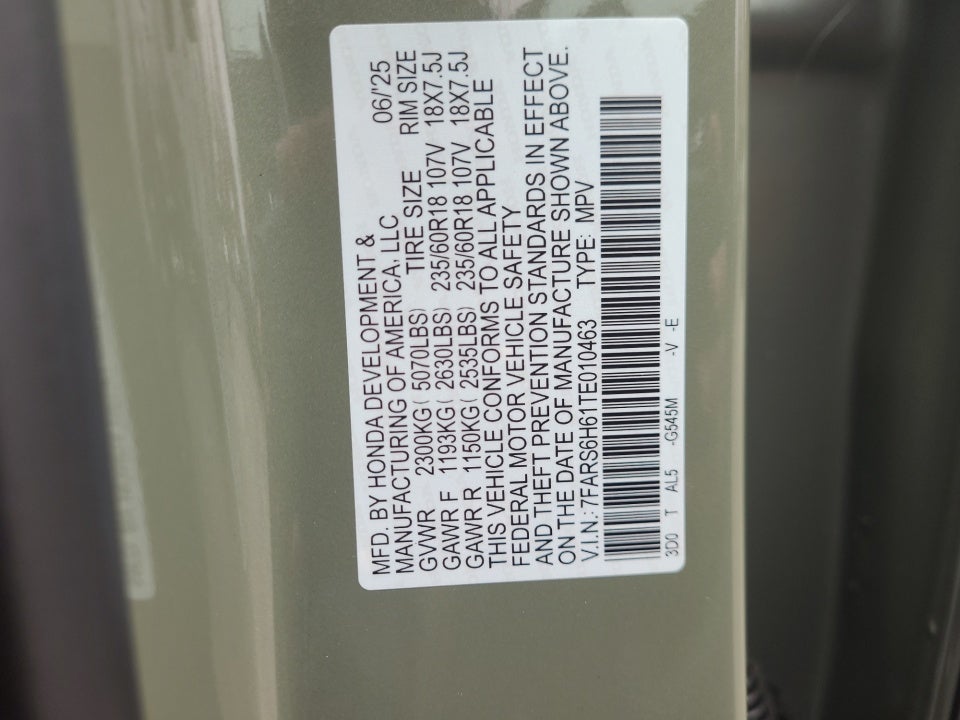 MFD. BY HONDA DEVELOPMENT & 06/'25
MANUFACTURING OF AMERICA, LLC
GVWR 2300KG( 5070LBS) TIRE SIZE RIM SIZE
GAWR F 1193KG( 2630LBS) 235/60R18 107V 18X7.5J
GAWR R 1150KG( 2535LBS) 235/60R18 107V 18X7.5J
THIS VEHICLE CONFORMS TO ALL APPLICABLE
FEDERAL MOTOR VEHICLE SAFETY
AND THEFT PREVENTION STANDARDS IN EFFECT
ON THE DATE OF MANUFACTURE SHOWN ABOVE.
V.I.N.: 7FARS6H61TE010463 TYPE: MPV
3D0 T AL5 -G545M -V -E